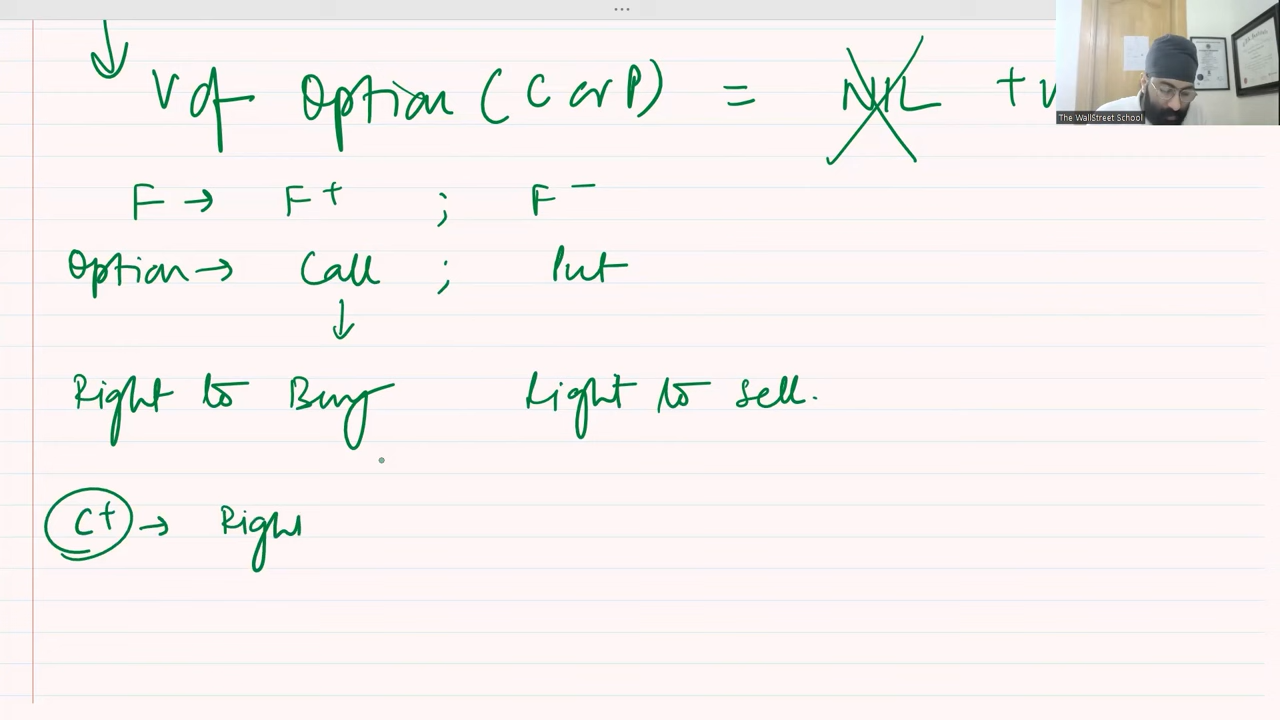 V of Option (C or P) = NIL +v
The WallStreet School
F → F+ ; F-
Option → Call ; Put
↓
Right to Buy Right to sell.
C+ → Right